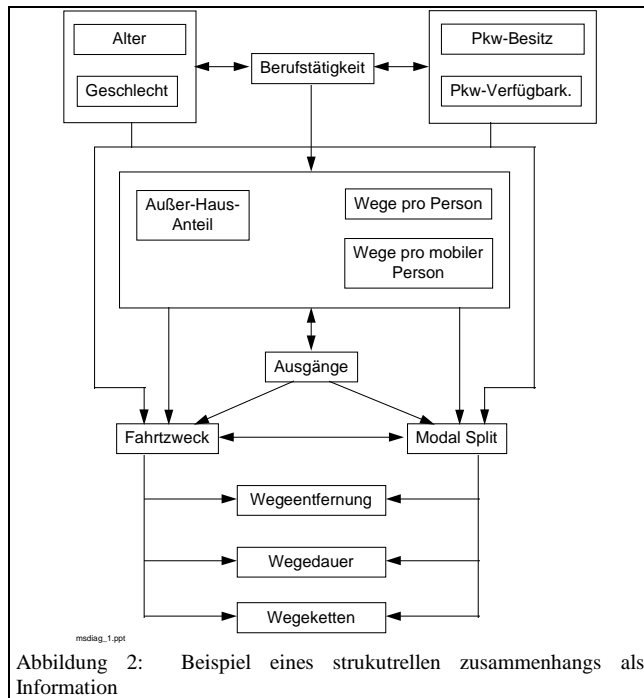 Alter
Pkw-Besitz
Berufstätigkeit
Geschlecht
Pkw-Verfügbark.
Außer-Haus-
Anteil
Wege pro Person
Wege pro mobiler
Person
Ausgänge
Fahrtzweck
Modal Split
Wegeentfernung
Wegedauer
Wegeketten
msdiag_1.ppt
Abbildung 2: Beispiel eines strukutrellen zusammenhangs als
Information